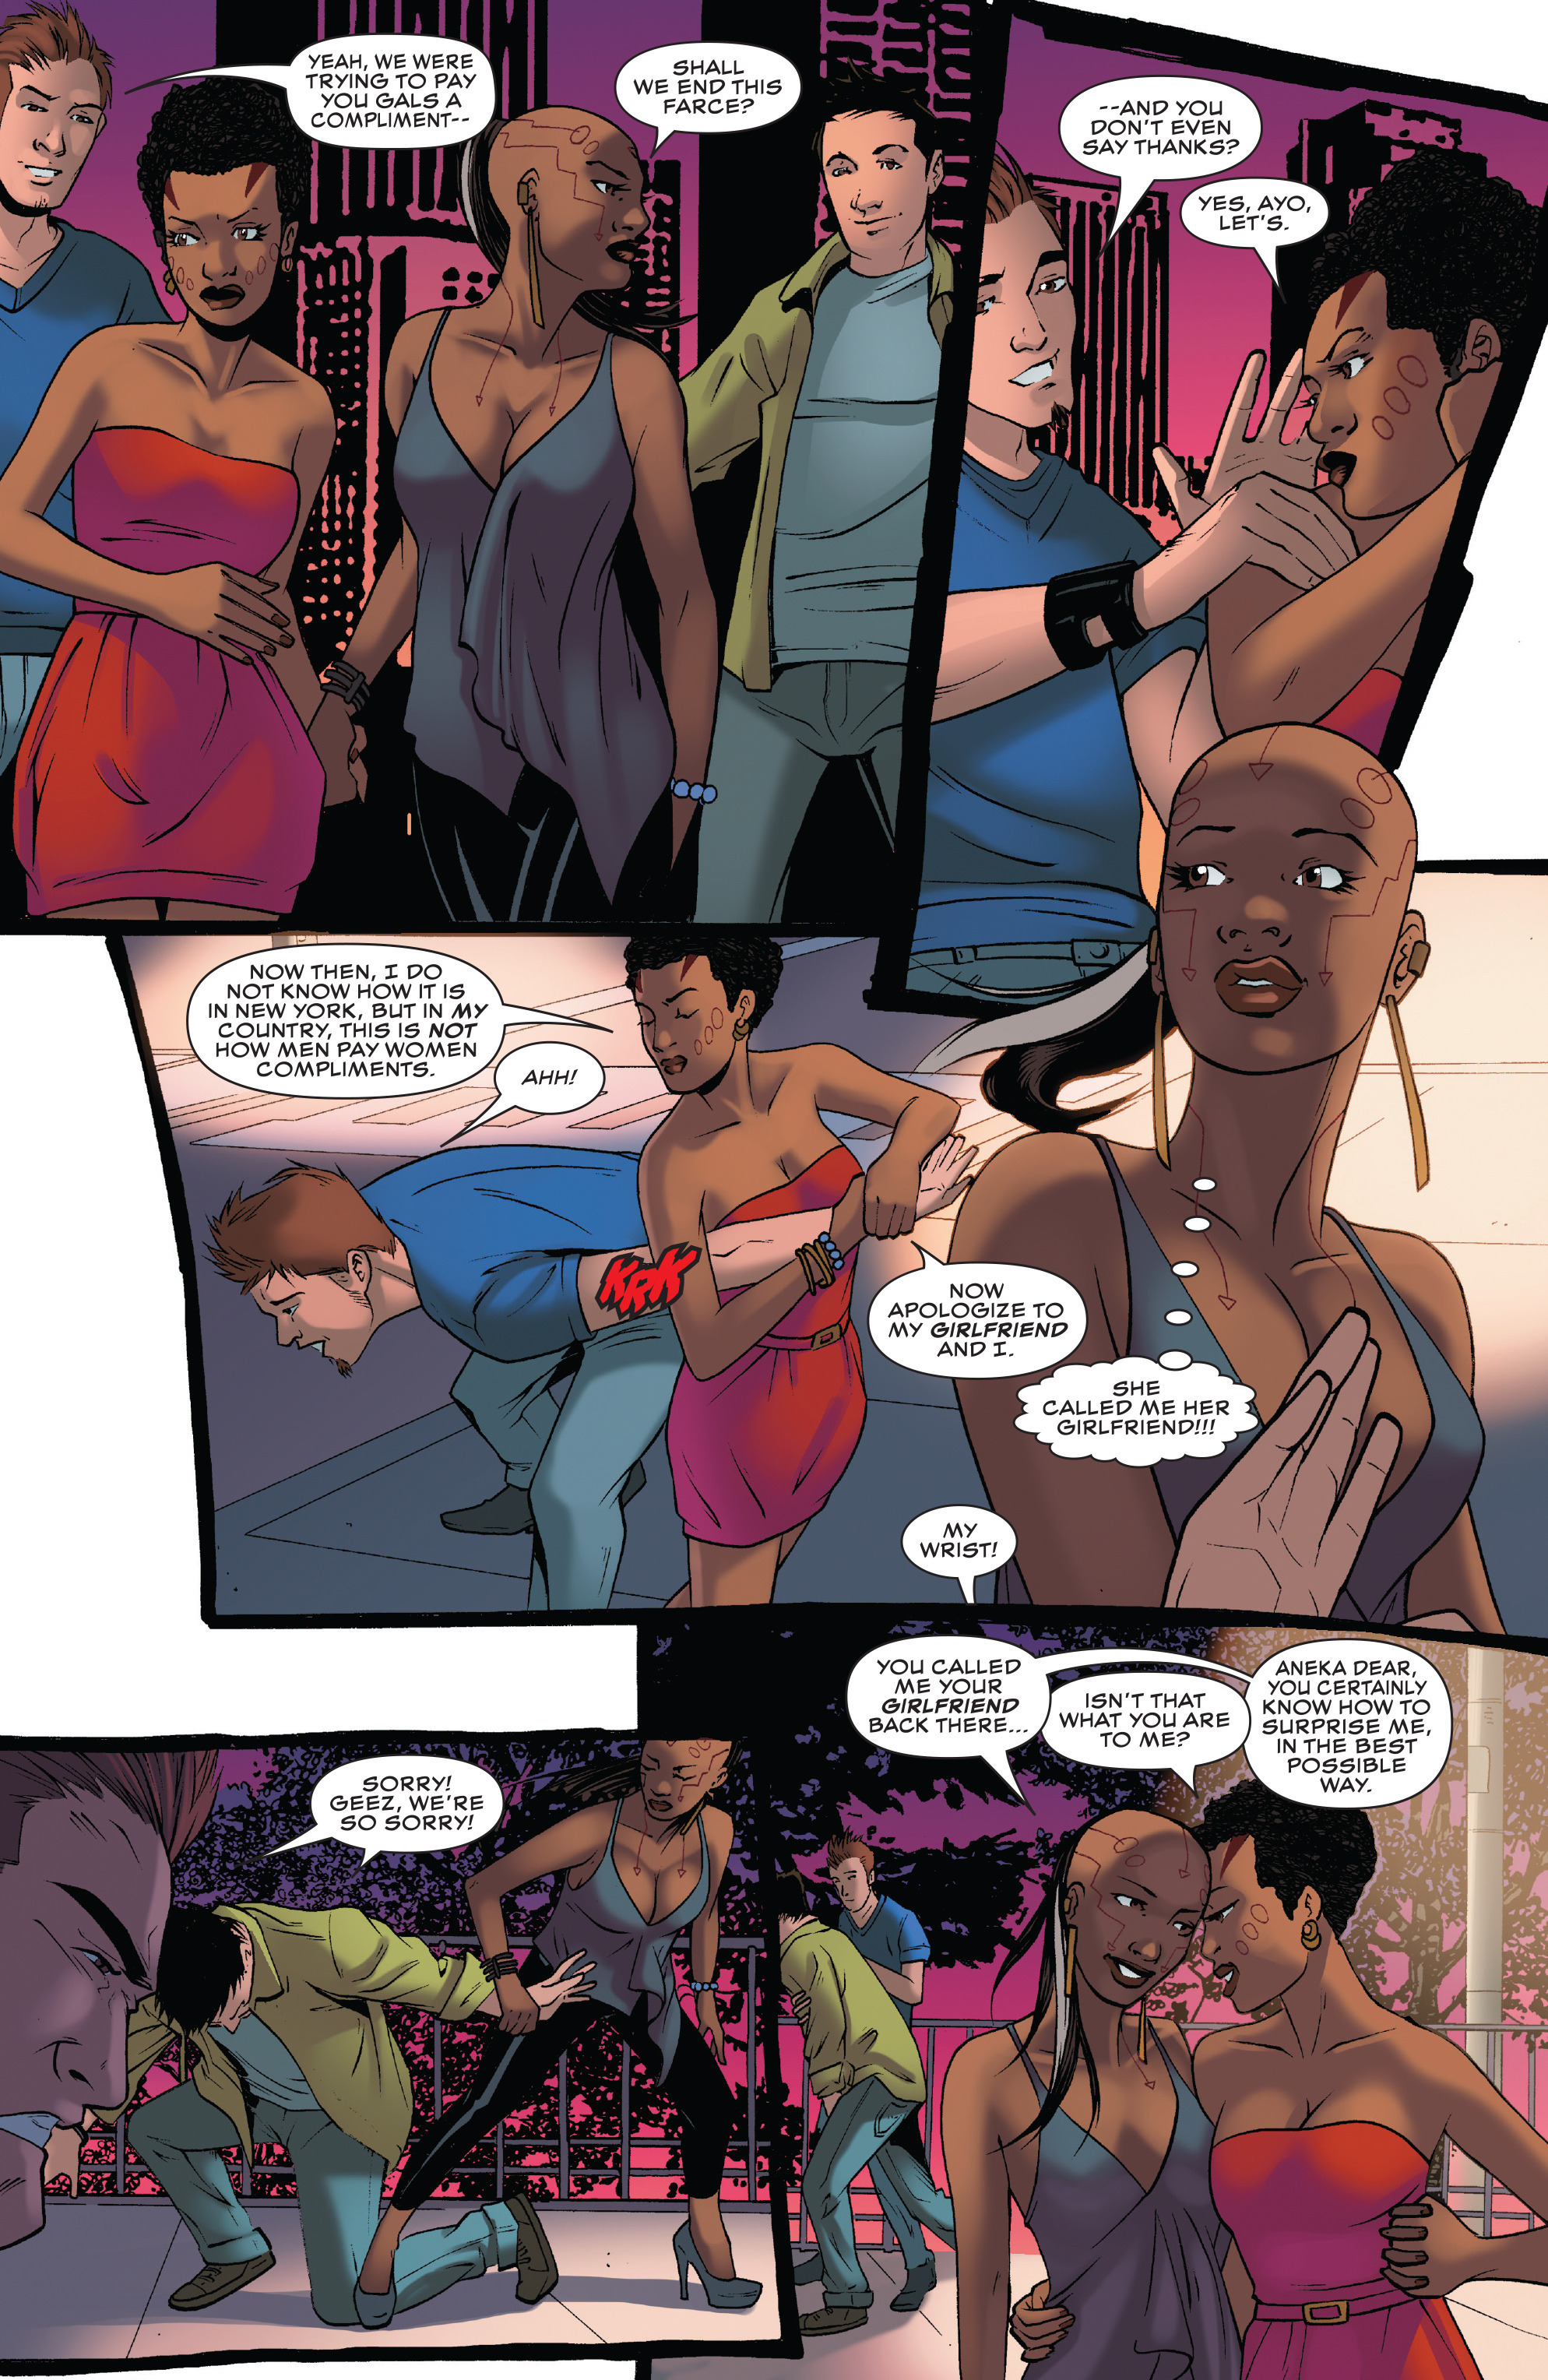 YEAH, WE WERE
TRYING TO PAY
YOU GALS A
COMPLIMENT--
SHALL
WE END THIS
FARCE?
--AND YOU
DON'T EVEN
SAY THANKS?
YES, AYO,
LET'S.
NOW THEN, I DO
NOT KNOW HOW IT IS
IN NEW YORK, BUT IN MY
COUNTRY, THIS IS NOT
HOW MEN PAY WOMEN
COMPLIMENTS.
AHH!
KRK
NOW
APOLOGIZE TO
MY GIRLFRIEND
AND I.
SHE
CALLED ME HER
GIRLFRIEND!!!
MY
WRIST!
SORRY!
GEEZ, WE'RE
SO SORRY!
YOU CALLED
ME YOUR
GIRLFRIEND
BACK THERE...
ISN'T THAT
WHAT YOU ARE
TO ME?
ANEKA DEAR,
YOU CERTAINLY
KNOW HOW TO
SURPRISE ME,
IN THE BEST
POSSIBLE
WAY.